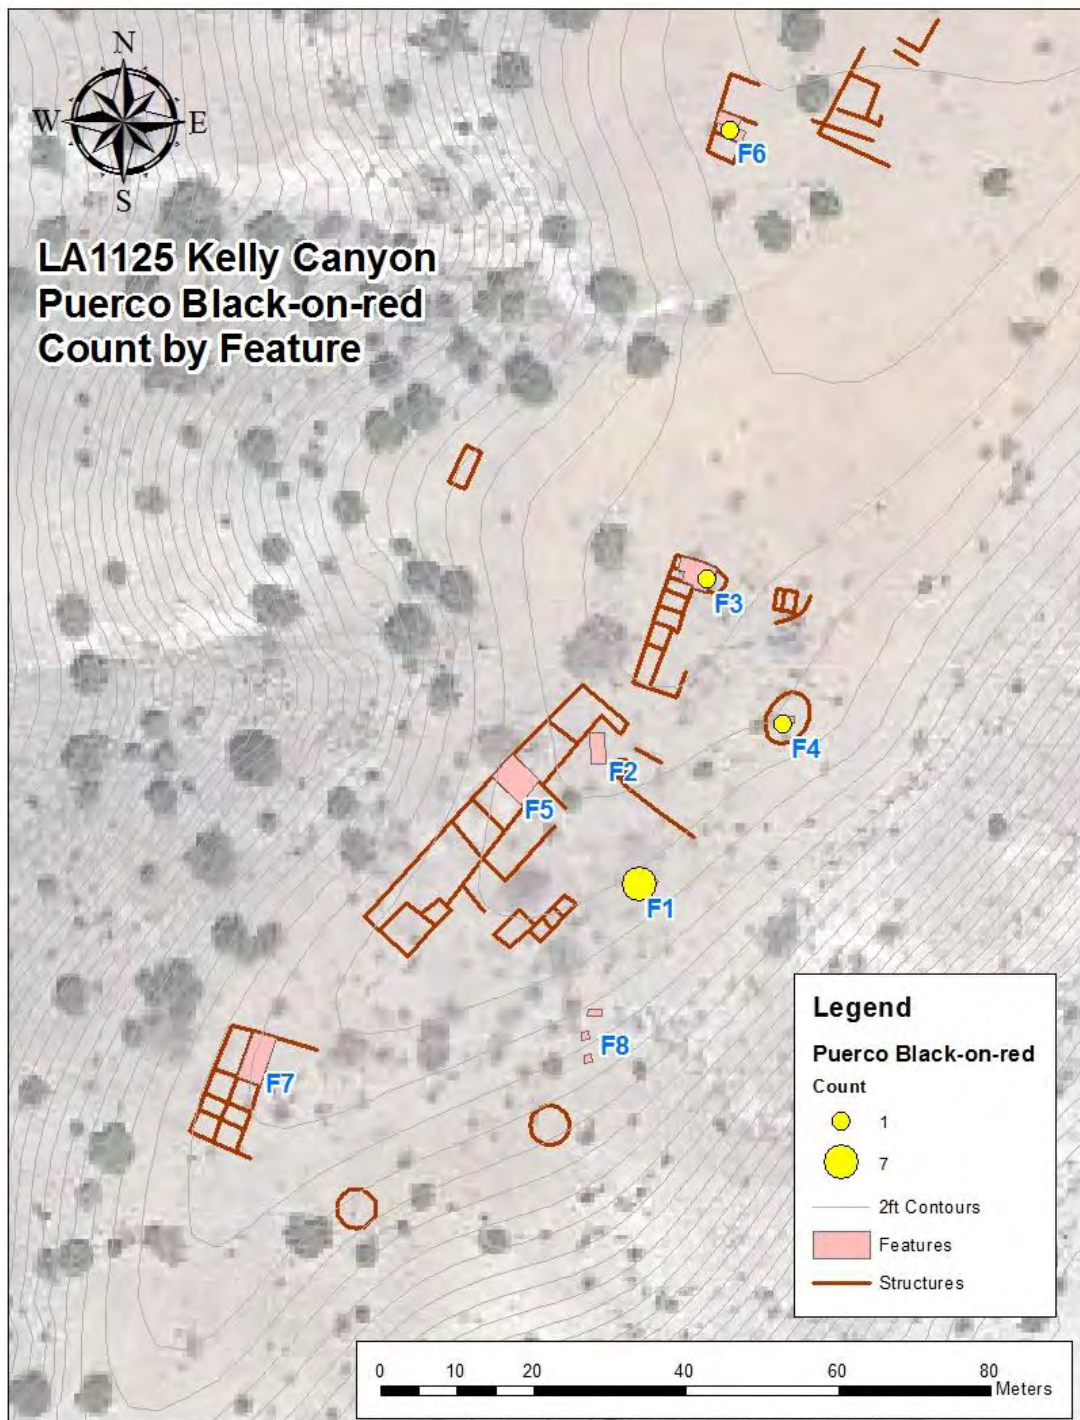 N
W E
S
LA1125 Kelly Canyon
Puerco Black-on-red
Count by Feature
F6
F3
F4
F2
F5
F1
F8
F7
Legend
Puerco Black-on-red
Count
1
7
2ft Contours
Features
Structures
0 10 20 40 60 80
Meters